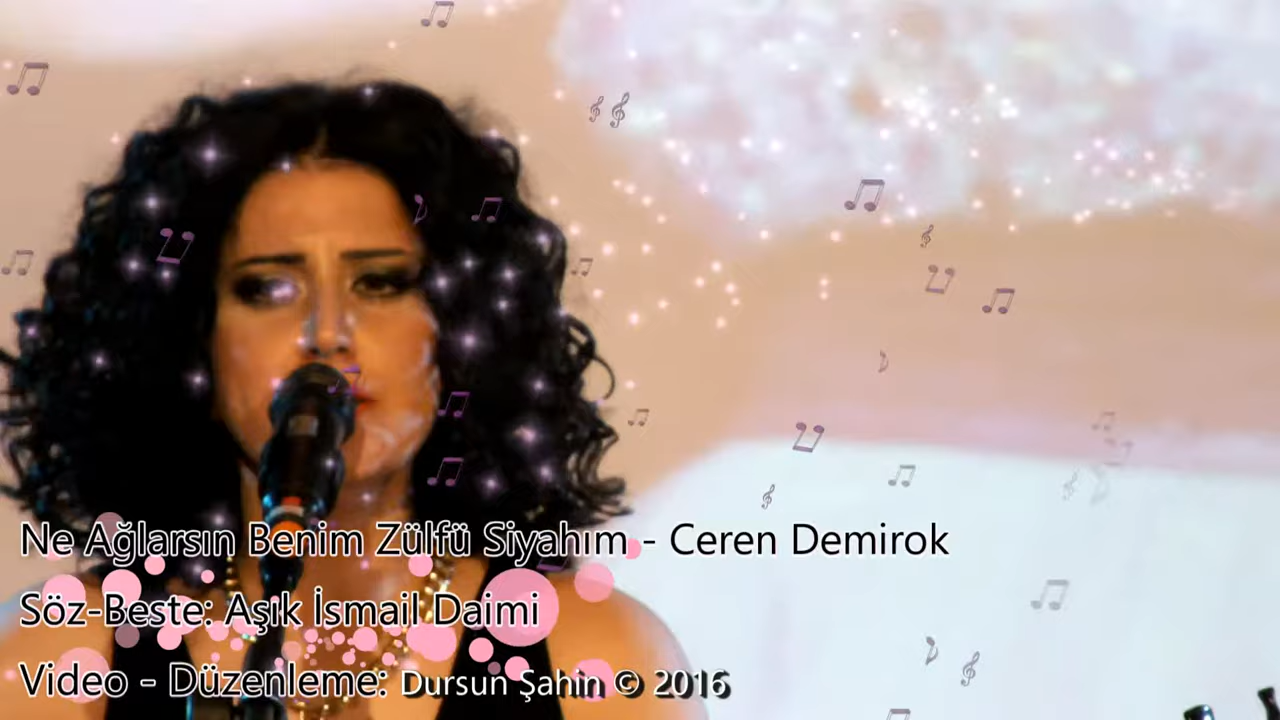 Ne Ağlarsın Benim Zülfü Siyahım - Ceren Demirok
Söz-Beste: Aşık İsmail Daimi
Video - Düzenleme: Dursun Şahin © 2016